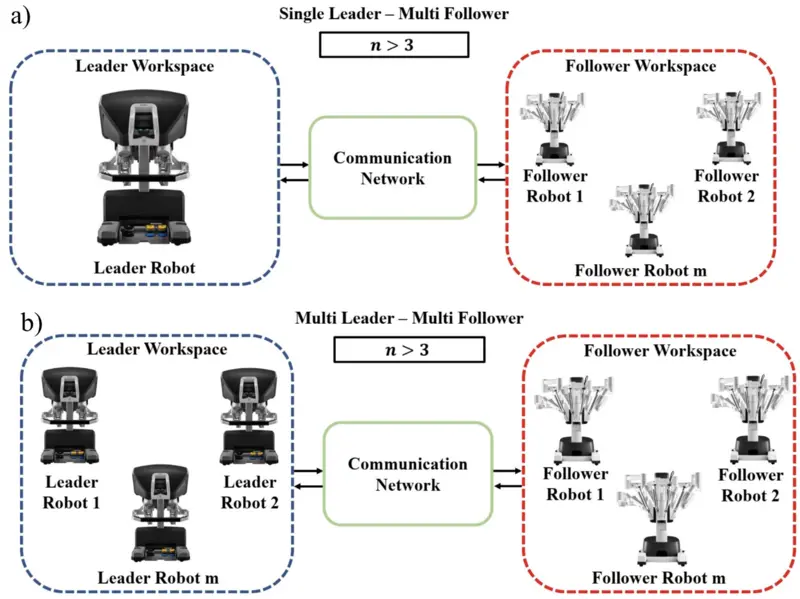 a)
Single Leader – Multi Follower
n > 3
Leader Workspace
Leader Robot
Communication
Network
Follower Workspace
Follower
Robot 1
Follower
Robot 2
Follower Robot m
b)
Multi Leader – Multi Follower
n > 3
Leader Workspace
Leader
Robot 1
Leader
Robot 2
Leader Robot m
Communication
Network
Follower Workspace
Follower
Robot 1
Follower
Robot 2
Follower Robot m